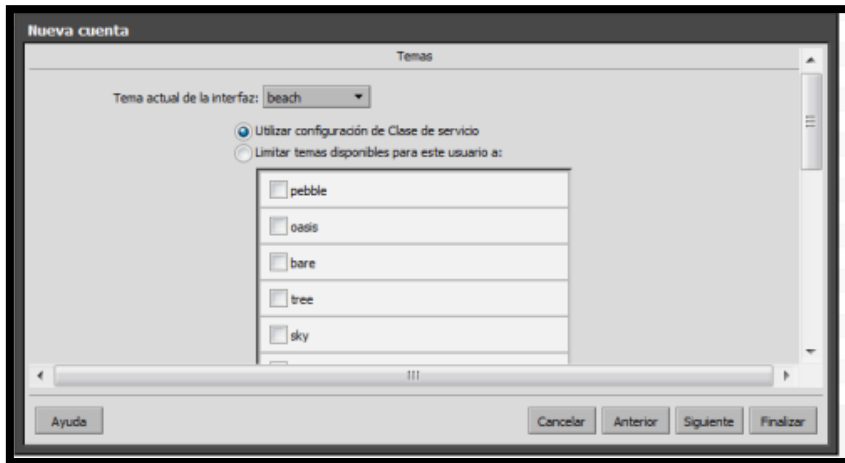 Nueva cuenta
Temas
Tema actual de la interfaz: beach
Utilizar configuración de Clase de servicio
Limitar temas disponibles para este usuario a:
pebble
oasis
bare
tree
sky
Ayuda Cancelar Anterior Siguiente Finalizar